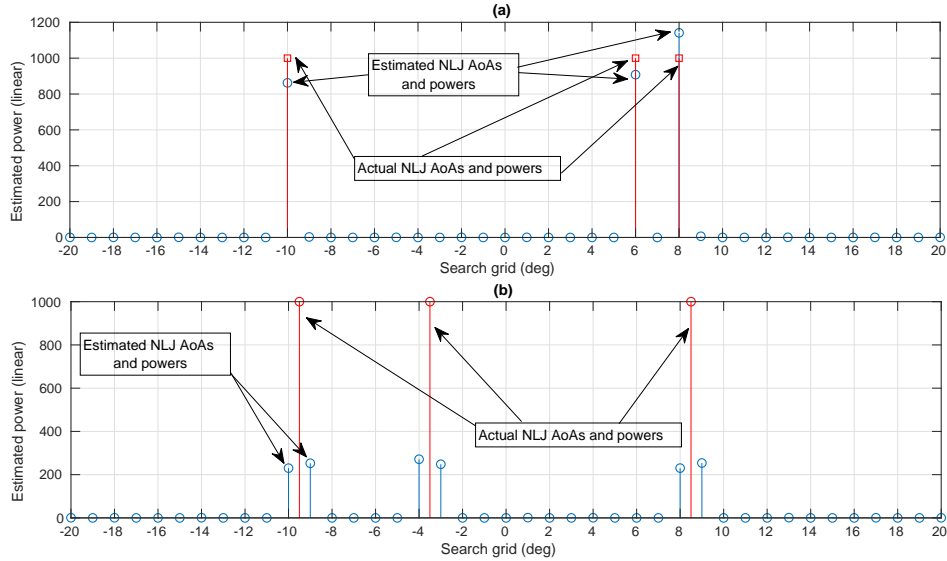 (a)
1200
1000
800
600
400
200
0
Estimated power (linear)
Estimated NLJ AoAs
and powers
Actual NLJ AoAs and powers
-20 -18 -16 -14 -12 -10 -8 -6 -4 -2 0 2 4 6 8 10 12 14 16 18 20
Search grid (deg)
(b)
1000
800
600
400
200
0
Estimated power (linear)
Estimated NLJ AoAs
and powers
Actual NLJ AoAs and powers
-20 -18 -16 -14 -12 -10 -8 -6 -4 -2 0 2 4 6 8 10 12 14 16 18 20
Search grid (deg)